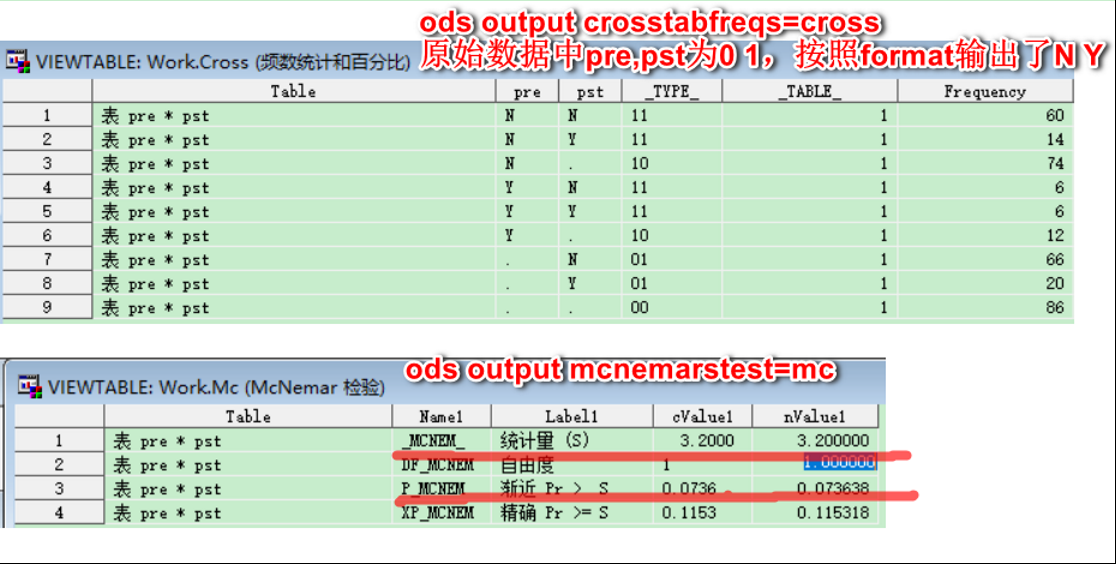 ods output crosstabfreqs=cross
原始数据中pre,pst为0 1，按照format输出了N Y
VIEWTABLE: Work.Cross (频数统计和百分比)
Table pre pst _TYPE_ _TABLE_ Frequency
1 表 pre * pst N N 11 1 60
2 表 pre * pst N Y 11 1 14
3 表 pre * pst N . 10 1 74
4 表 pre * pst Y N 11 1 6
5 表 pre * pst Y Y 11 1 6
6 表 pre * pst Y . 10 1 12
7 表 pre * pst . N 01 1 66
8 表 pre * pst . Y 01 1 20
9 表 pre * pst . . 00 1 86
ods output mcnemarstest=mc
VIEWTABLE: Work.Mc (McNemar 检验)
Table Name1 Label1 cValue1 nValue1
1 表 pre * pst _MCNEM_ 统计量 (S) 3.2000 3.200000
2 表 pre * pst DF_MCNEM 自由度 1 1.000000
3 表 pre * pst P_MCNEM 渐近 Pr > S 0.0736 0.073638
4 表 pre * pst XP_MCNEM 精确 Pr >= S 0.1153 0.115318